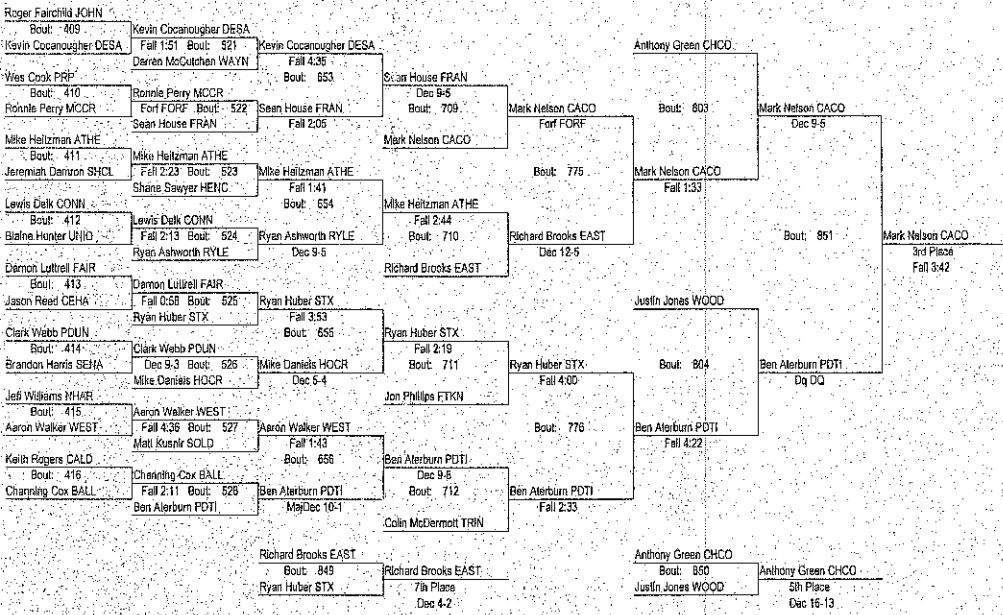 Roger Fairchild JOHN
Bout: 409
Kevin Cocanougher DESA
Wes Cook PRP
Bout: 410
Ronnie Perry MCCR
Mike Heitzman ATHE
Bout: 411
Jeremiah Damron SHCL
Lewis Delk CONN
Bout: 412
Blaine Hunter UNIO
Damon Luttrell FAIR
Bout: 413
Jason Reed CEHA
Clark Webb PDUN
Bout: 414
Brandon Harris SENA
Jeff Williams NHAR
Bout: 415
Aaron Walker WEST
Keith Rogers CALD
Bout: 416
Channing Cox BALL
Kevin Cocanougher DESA
Fall 1:51 Bout: 521
Darren McCutchen WAYN
Ronnie Perry MCCR
Forf FORF Bout: 522
Sean House FRAN
Mike Heitzman ATHE
Fall 2:23 Bout: 523
Shane Sawyer HENC
Lewis Delk CONN
Fall 2:13 Bout: 524
Ryan Ashworth RYLE
Damon Luttrell FAIR
Fall 0:58 Bout: 525
Ryan Huber STX
Clark Webb PDUN
Dec 9-3 Bout: 526
Mike Daniels HOCR
Aaron Walker WEST
Fall 4:36 Bout: 527
Matt Kusnir SOLD
Channing Cox BALL
Fall 2:11 Bout: 528
Ben Aterburn PDTI
Kevin Cocanougher DESA
Fall 4:35
Bout: 653
Sean House FRAN
Fall 2:05
Mike Heitzman ATHE
Fall 1:41
Bout: 654
Ryan Ashworth RYLE
Dec 9-5
Ryan Huber STX
Fall 3:53
Bout: 655
Mike Daniels HOCR
Dec 5-4
Aaron Walker WEST
Fall 1:43
Bout: 656
Ben Aterburn PDTI
MajDec 10-1
Sean House FRAN
Dec 9-5
Bout: 709
Mark Nelson CACO
Mike Heitzman ATHE
Fall 2:44
Bout: 710
Richard Brooks EAST
Ryan Huber STX
Fall 2:19
Bout: 711
Jon Phillips FTKN
Ben Aterburn PDTI
Dec 9-5
Bout: 712
Colin McDermott TRIN
Mark Nelson CACO
Forf FORF
Bout: 775
Richard Brooks EAST
Dec 12-5
Ryan Huber STX
Fall 4:00
Bout: 776
Ben Aterburn PDTI
Fall 2:33
Anthony Green CHCO
Bout: 803
Mark Nelson CACO
Fall 1:33
Justin Jones WOOD
Bout: 804
Ben Aterburn PDTI
Fall 4:22
Mark Nelson CACO
Dec 9-5
Bout: 851
Ben Aterburn PDTI
Dq DQ
Mark Nelson CACO
3rd Place
Fall 3:42
Richard Brooks EAST
Bout: 849
Ryan Huber STX
Richard Brooks EAST
7th Place
Dec 4-2
Anthony Green CHCO
Bout: 850
Justin Jones WOOD
Anthony Green CHCO
5th Place
Dec 15-13